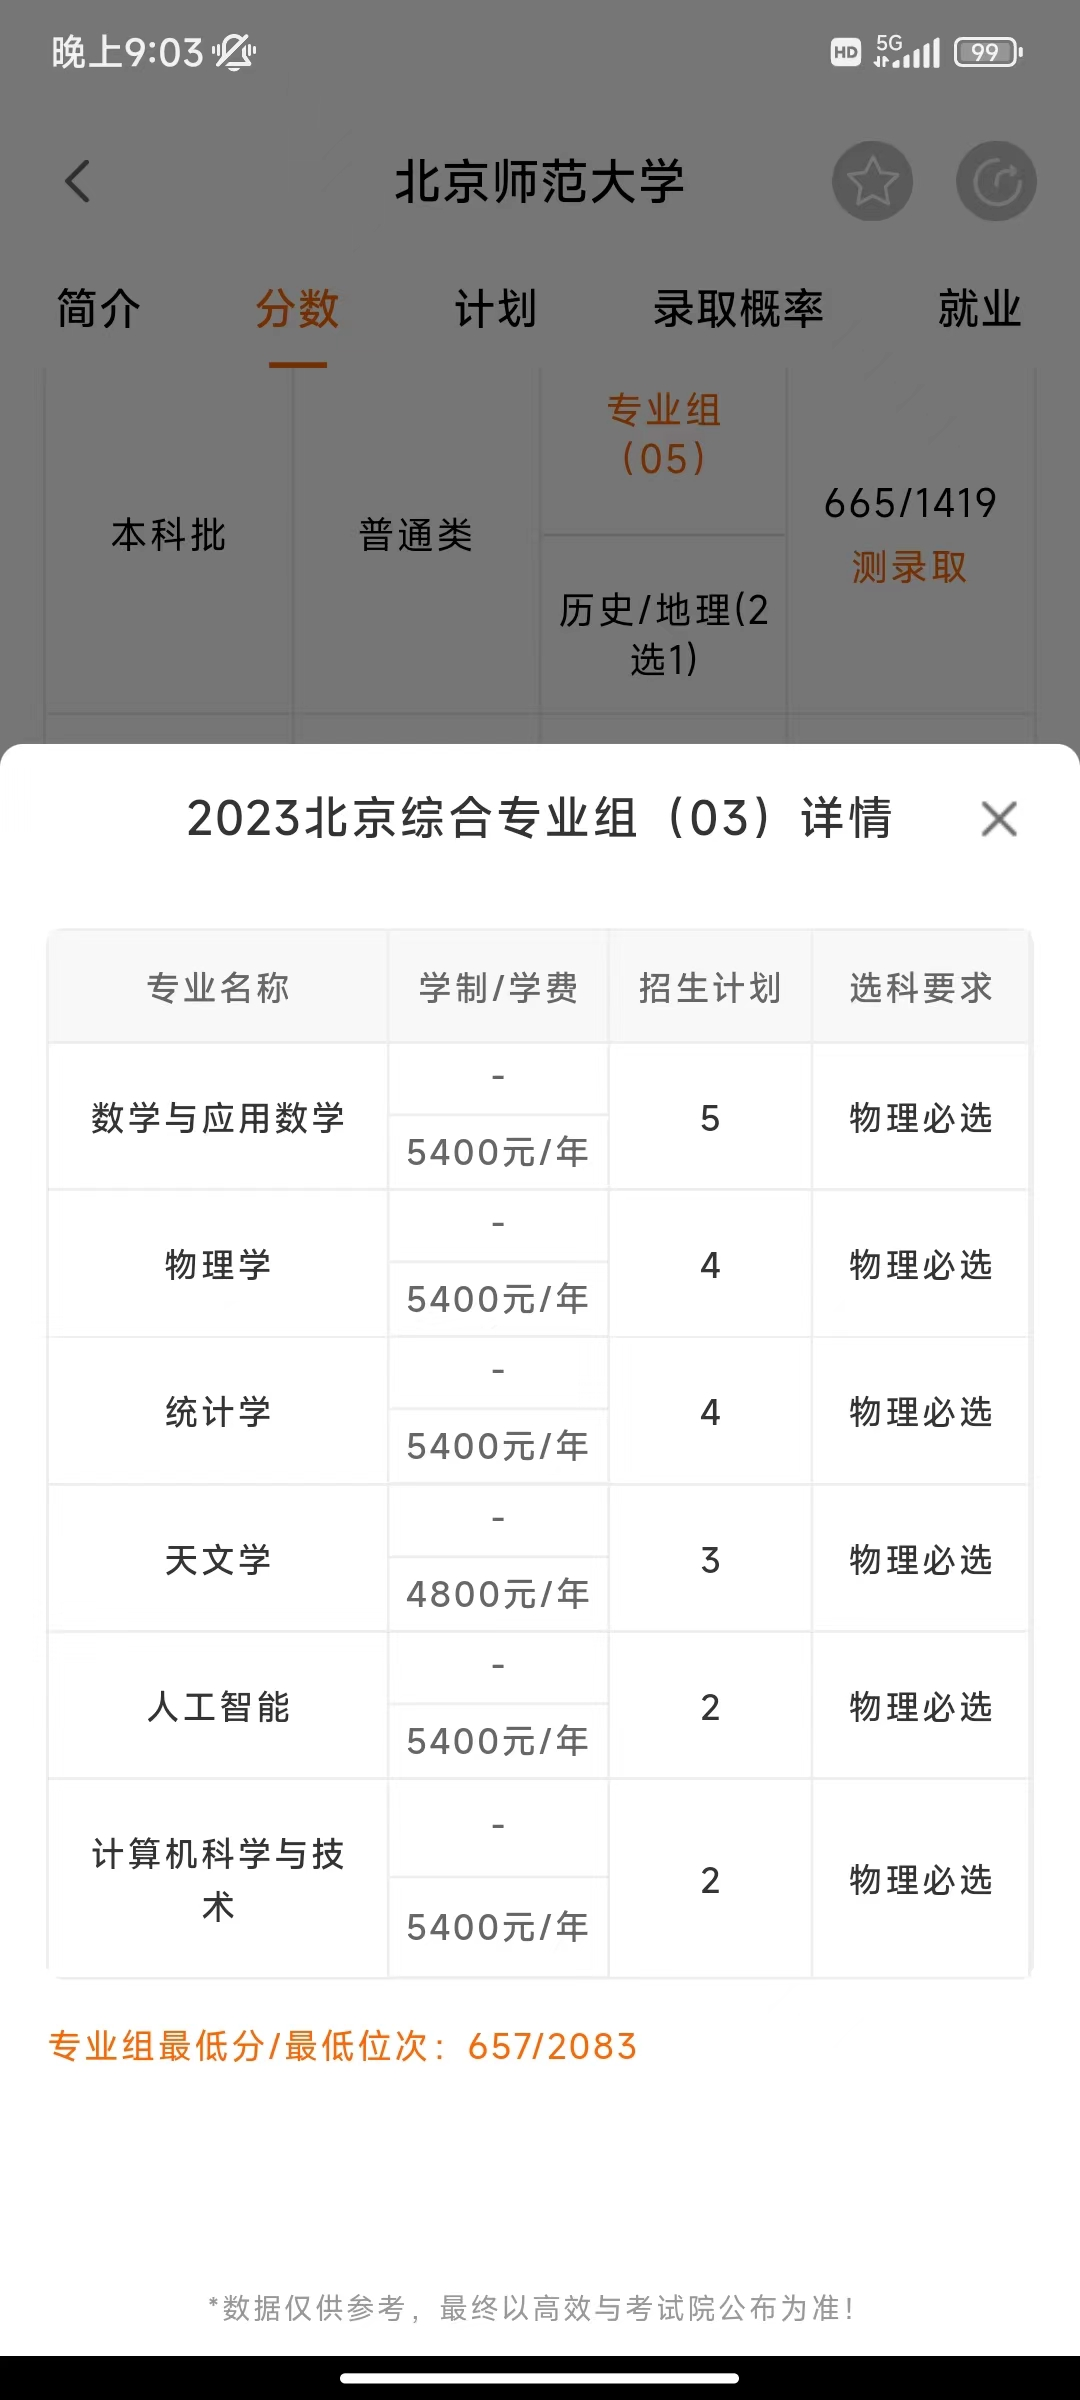 晚上9:03
HD 5G 99
北京师范大学
简介 分数 计划 录取概率 就业
专业组
(05)
665/1419
本科批 普通类
测录取
历史/地理(2
选1)
2023北京综合专业组（03）详情
专业名称 学制/学费 招生计划 选科要求
-
数学与应用数学 5 物理必选
5400元/年
-
物理学 4 物理必选
5400元/年
-
统计学 4 物理必选
5400元/年
-
天文学 3 物理必选
4800元/年
-
人工智能 2 物理必选
5400元/年
-
计算机科学与技
术
2 物理必选
5400元/年
专业组最低分/最低位次：657/2083
*数据仅供参考，最终以高效与考试院公布为准！